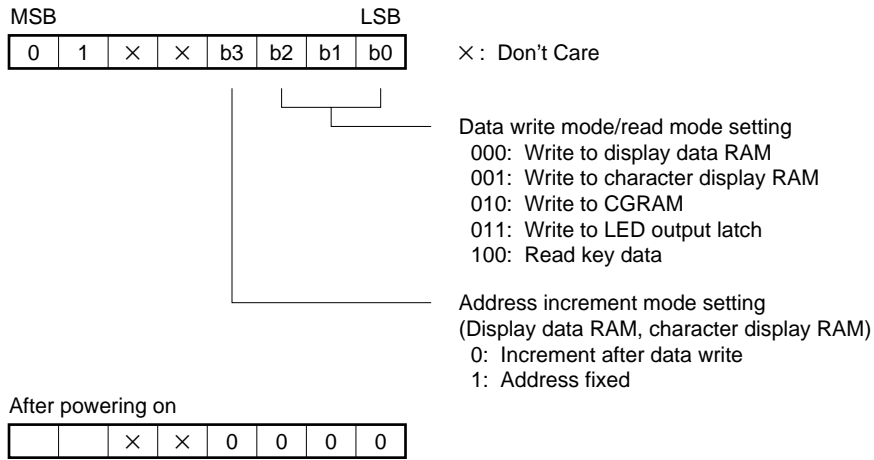 MSB LSB
0 1 × × b3 b2 b1 b0 ×: Don't Care
Data write mode/read mode setting
000: Write to display data RAM
001: Write to character display RAM
010: Write to CGRAM
011: Write to LED output latch
100: Read key data
Address increment mode setting
(Display data RAM, character display RAM)
0: Increment after data write
1: Address fixed
After powering on
× × 0 0 0 0